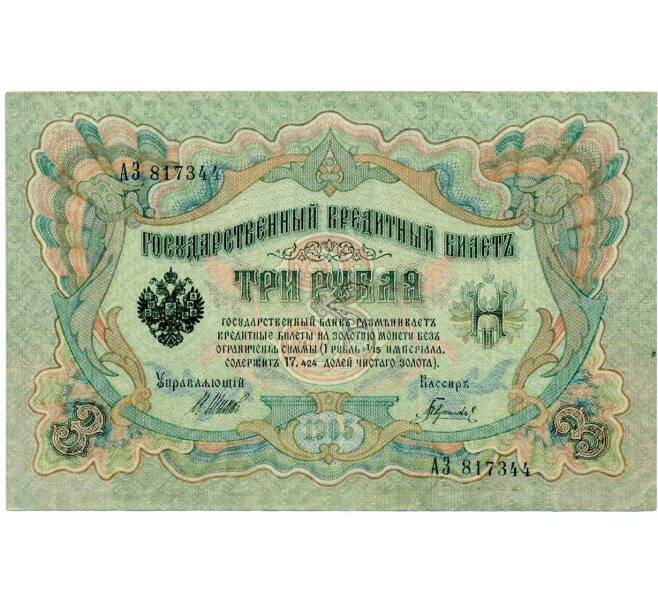 АЗ 817344
Государственный Кредитный Билетъ
ТРИ РУБЛЯ
Государственный банкъ размѣниваетъ
кредитные билеты на золотую монету безъ
ограниченія суммы (1 рубль = 1/15 имперіала,
содержитъ 17,424 долей чистаго золота).
Управляющій
Кассиръ
1905
3
3
АЗ 817344